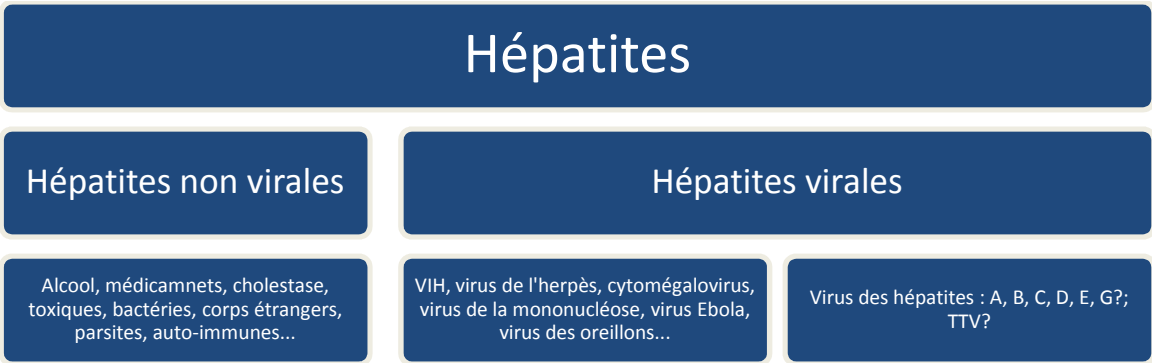 Hépatites
Hépatites non virales
Hépatites virales
Alcool, médicamnets, cholestase,
toxiques, bactéries, corps étrangers,
parsites, auto-immunes...
VIH, virus de l'herpès, cytomégalovirus,
virus de la mononucléose, virus Ebola,
virus des oreillons...
Virus des hépatites : A, B, C, D, E, G?;
TTV?